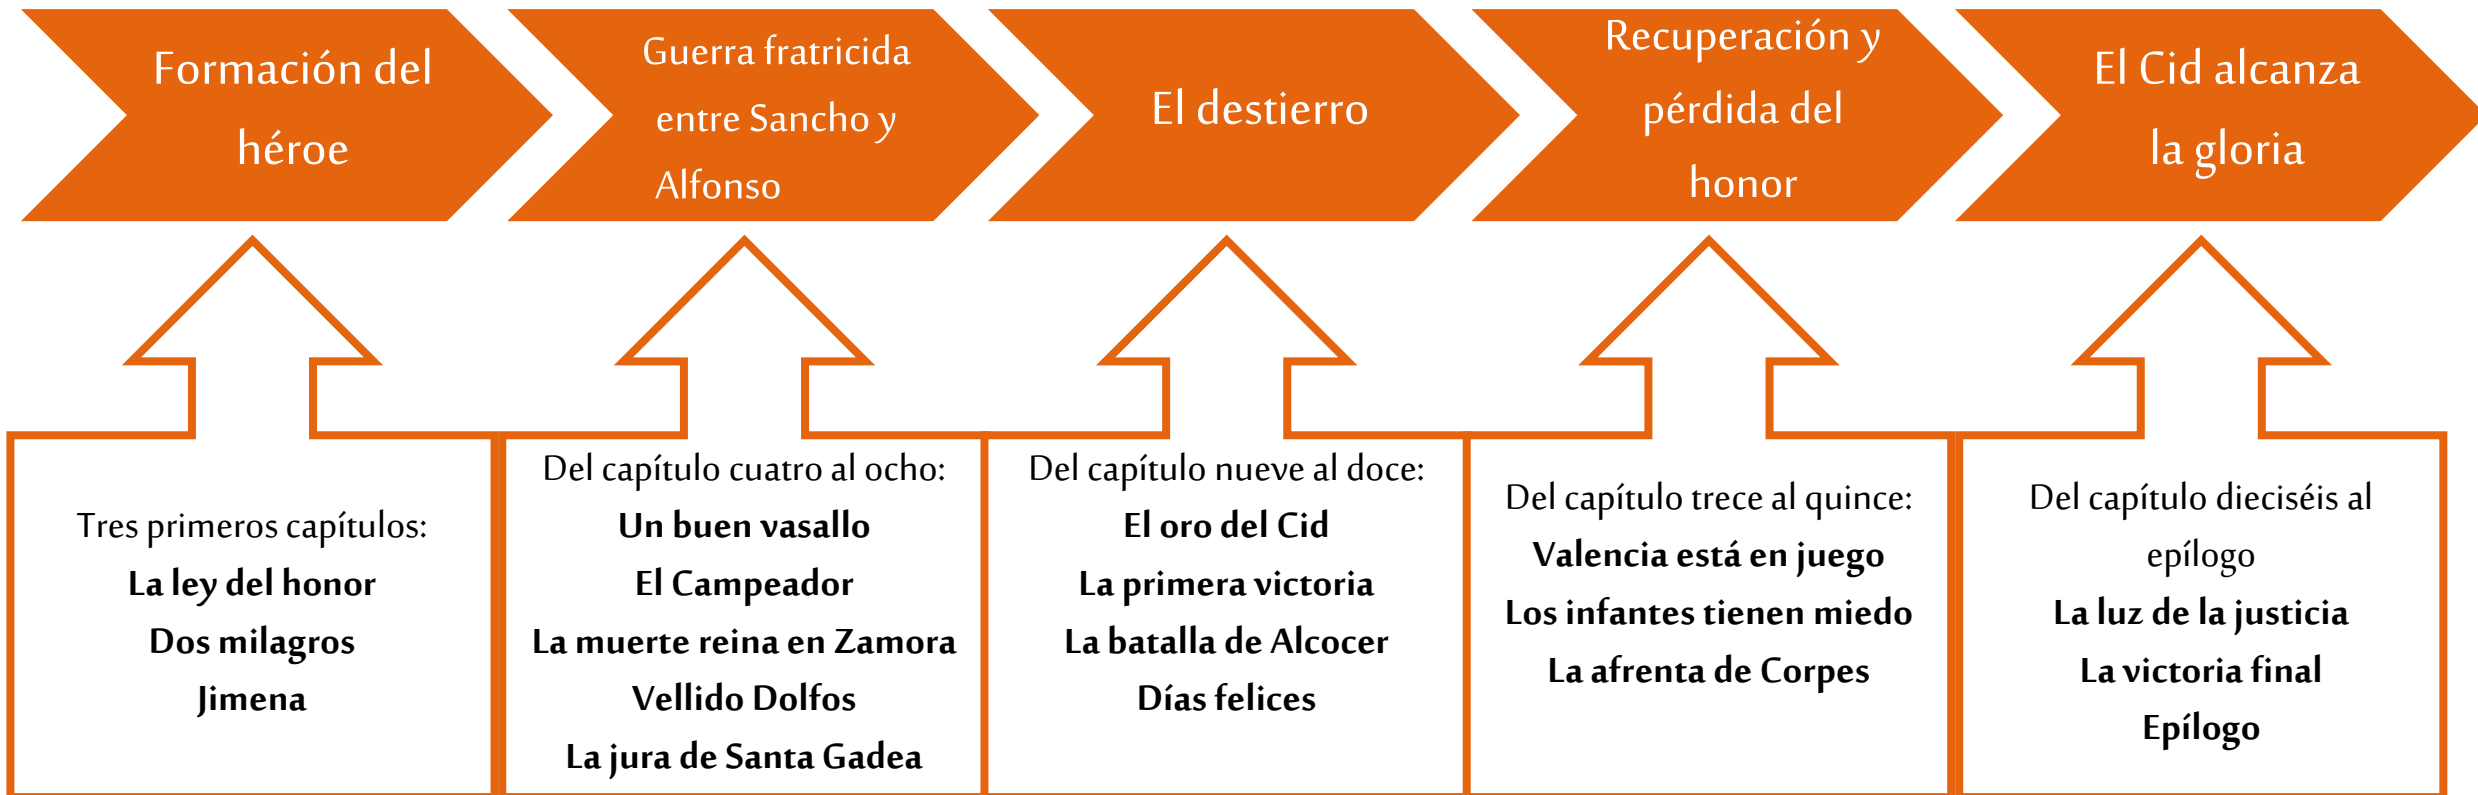 Formación del
héroe
Guerra fratricida
entre Sancho y
Alfonso
El destierro
Recuperación y
pérdida del
honor
El Cid alcanza
la gloria
Tres primeros capítulos:
La ley del honor
Dos milagros
Jimena
Del capítulo cuatro al ocho:
Un buen vasallo
El Campeador
La muerte reina en Zamora
Vellido Dolfos
La jura de Santa Gadea
Del capítulo nueve al doce:
El oro del Cid
La primera victoria
La batalla de Alcocer
Días felices
Del capítulo trece al quince:
Valencia está en juego
Los infantes tienen miedo
La afrenta de Corpes
Del capítulo dieciséis al
epílogo
La luz de la justicia
La victoria final
Epílogo